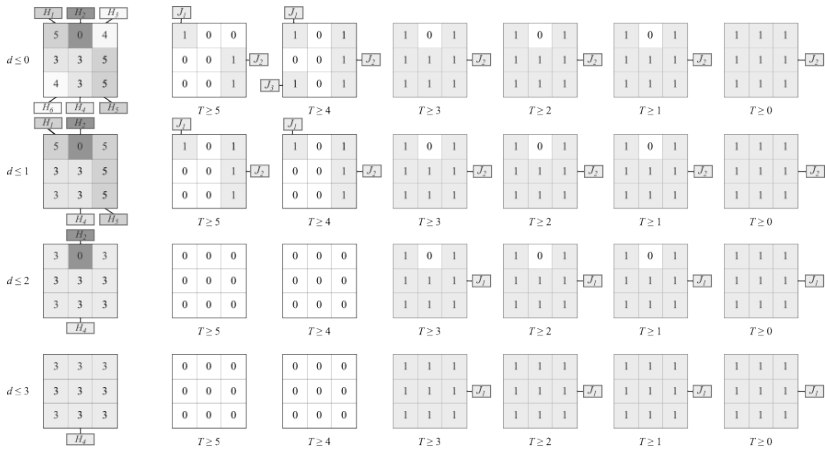 H₁ H₂ H₃ J₁ J₁
5 0 4 1 0 0 1 0 1 1 0 1 1 0 1 1 0 1 1 1 1
d ≤ 0 3 3 5 0 0 1 J₂ 0 0 1 J₂ 1 1 1 J₂ 1 1 1 J₂ 1 1 1 J₂ 1 1 1 J₂
4 3 5 0 0 1 J₃ 1 0 1 1 1 1 1 1 1 1 1 1 1 1 1
H₆ H₄ H₅ T ≥ 5 T ≥ 4 T ≥ 3 T ≥ 2 T ≥ 1 T ≥ 0
H₁ H₂ J₁ J₁
5 0 5 1 0 1 1 0 1 1 0 1 1 0 1 1 0 1 1 1 1
d ≤ 1 3 3 5 0 0 1 J₂ 0 0 1 J₂ 1 1 1 J₂ 1 1 1 J₂ 1 1 1 J₂ 1 1 1 J₂
3 3 5 0 0 1 0 0 1 1 1 1 1 1 1 1 1 1 1 1 1
H₄ H₅ T ≥ 5 T ≥ 4 T ≥ 3 T ≥ 2 T ≥ 1 T ≥ 0
H₂
3 0 3 0 0 0 0 0 0 1 0 1 1 0 1 1 0 1 1 1 1
d ≤ 2 3 3 3 0 0 0 0 0 0 1 1 1 J₁ 1 1 1 J₁ 1 1 1 J₁ 1 1 1 J₁
3 3 3 0 0 0 0 0 0 1 1 1 1 1 1 1 1 1 1 1 1
H₄ T ≥ 5 T ≥ 4 T ≥ 3 T ≥ 2 T ≥ 1 T ≥ 0
3 3 3 0 0 0 0 0 0 1 1 1 1 1 1 1 1 1 1 1 1
d ≤ 3 3 3 3 0 0 0 0 0 0 1 1 1 J₁ 1 1 1 J₁ 1 1 1 J₁ 1 1 1 J₁
3 3 3 0 0 0 0 0 0 1 1 1 1 1 1 1 1 1 1 1 1
H₄ T ≥ 5 T ≥ 4 T ≥ 3 T ≥ 2 T ≥ 1 T ≥ 0